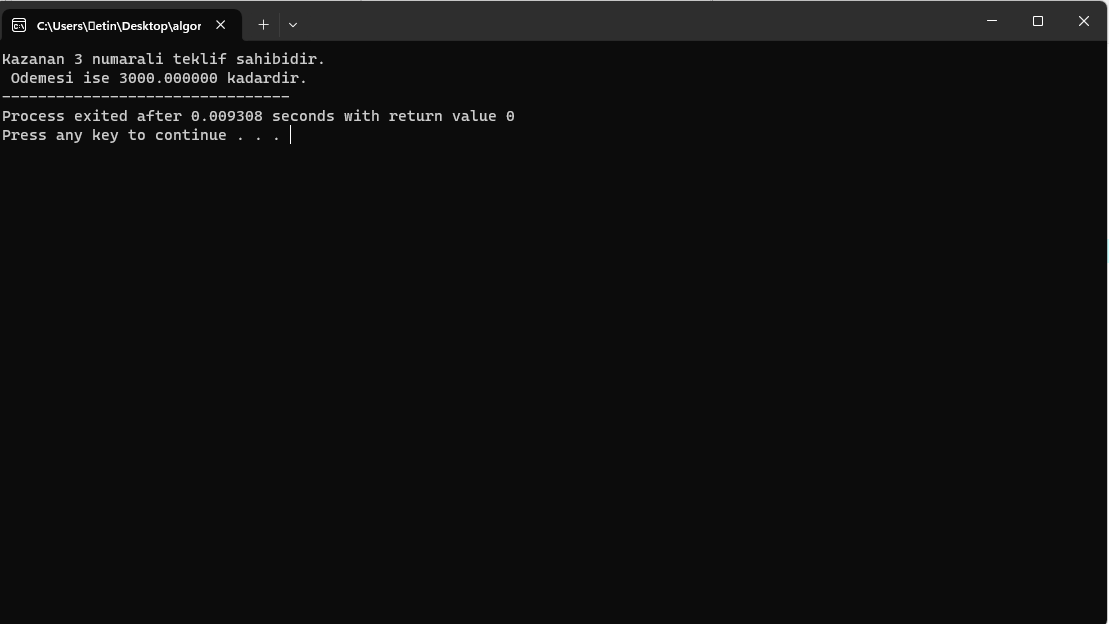 C:\Users\▯etin\Desktop\algor
Kazanan 3 numarali teklif sahibidir.
 Odemesi ise 3000.000000 kadardir.
--------------------------------
Process exited after 0.009308 seconds with return value 0
Press any key to continue . . .